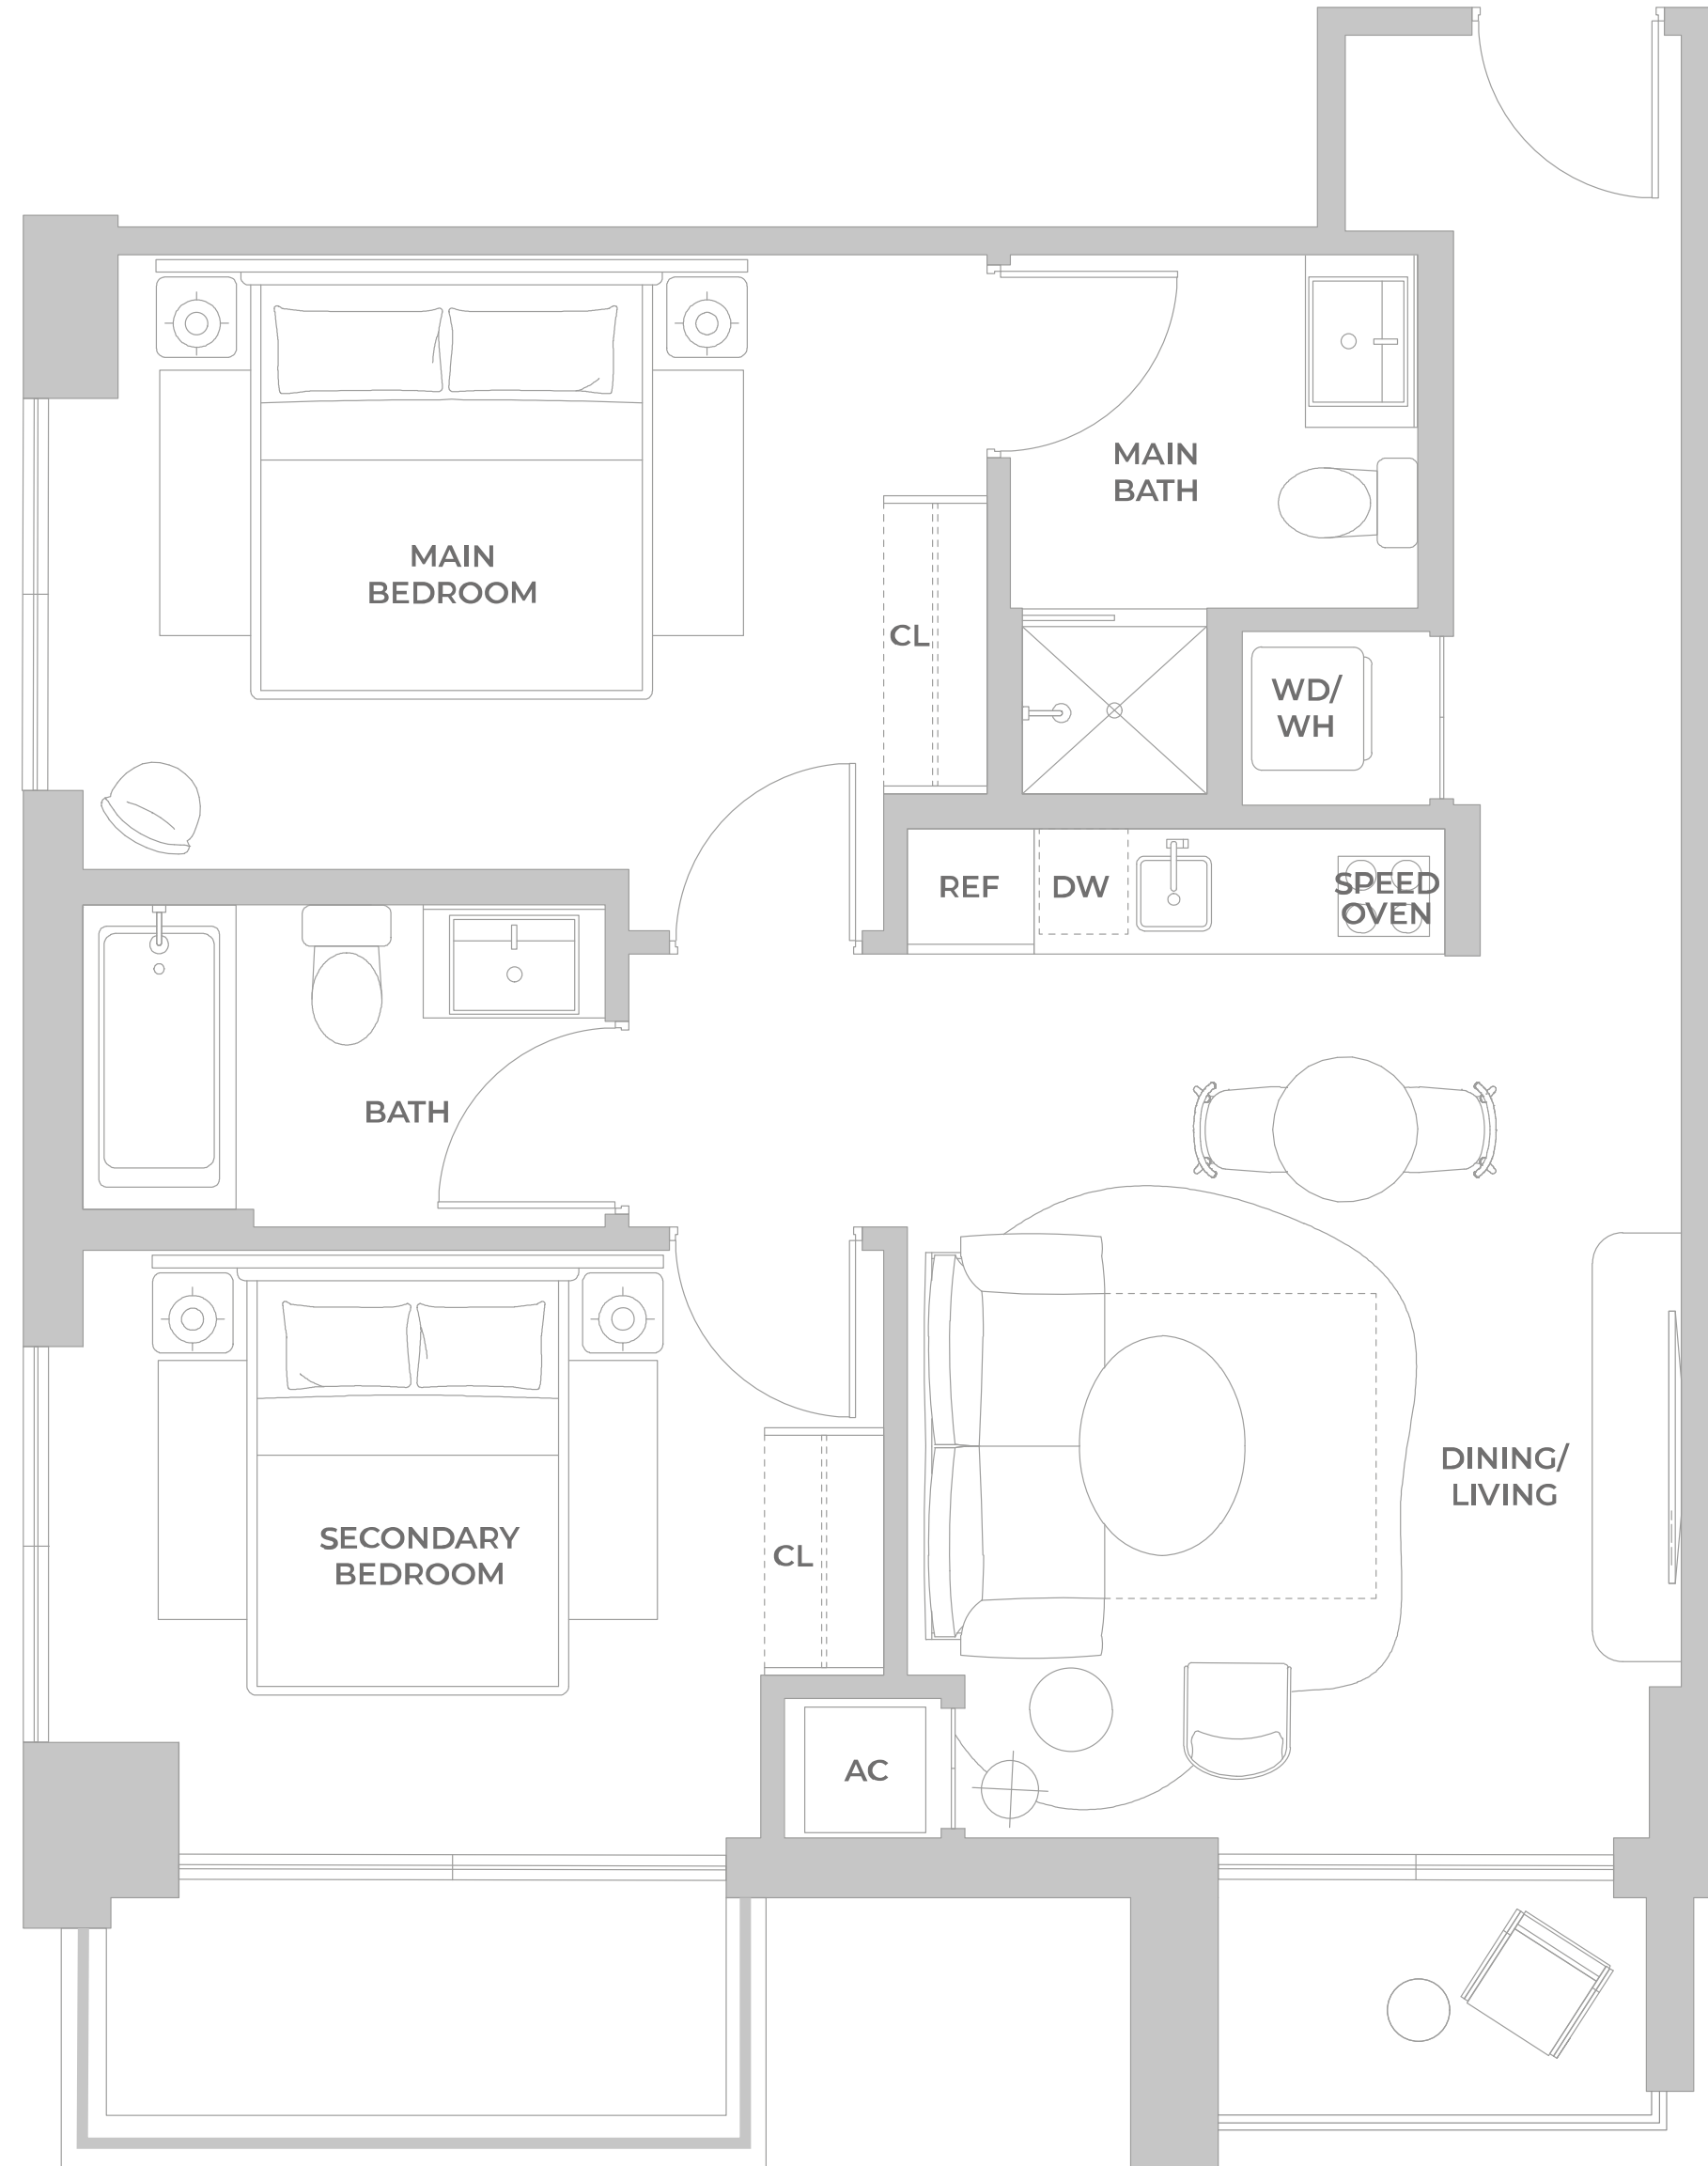 MAIN
BATH
MAIN
BEDROOM
CL
WD/
WH
REF
DW
SPEED
OVEN
BATH
DINING/
LIVING
SECONDARY
BEDROOM
CL
AC